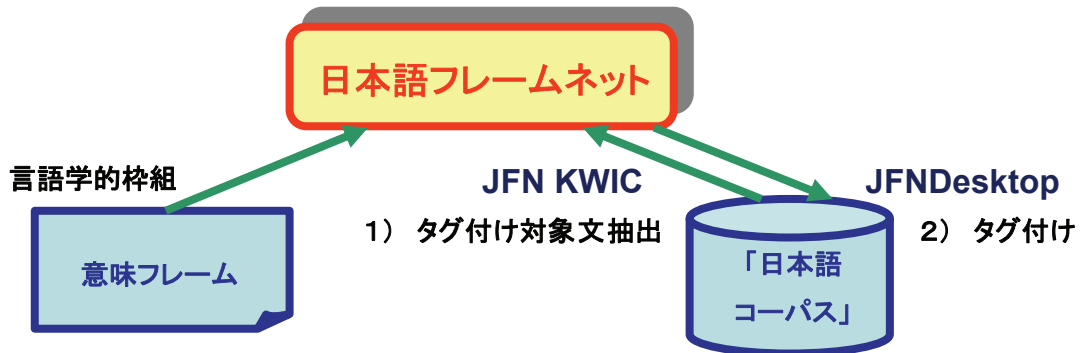 日本語フレームネット
言語学的枠組
JFN KWIC
JFNDesktop
1) タグ付け対象文抽出
2) タグ付け
意味フレーム
「日本語
コーパス」